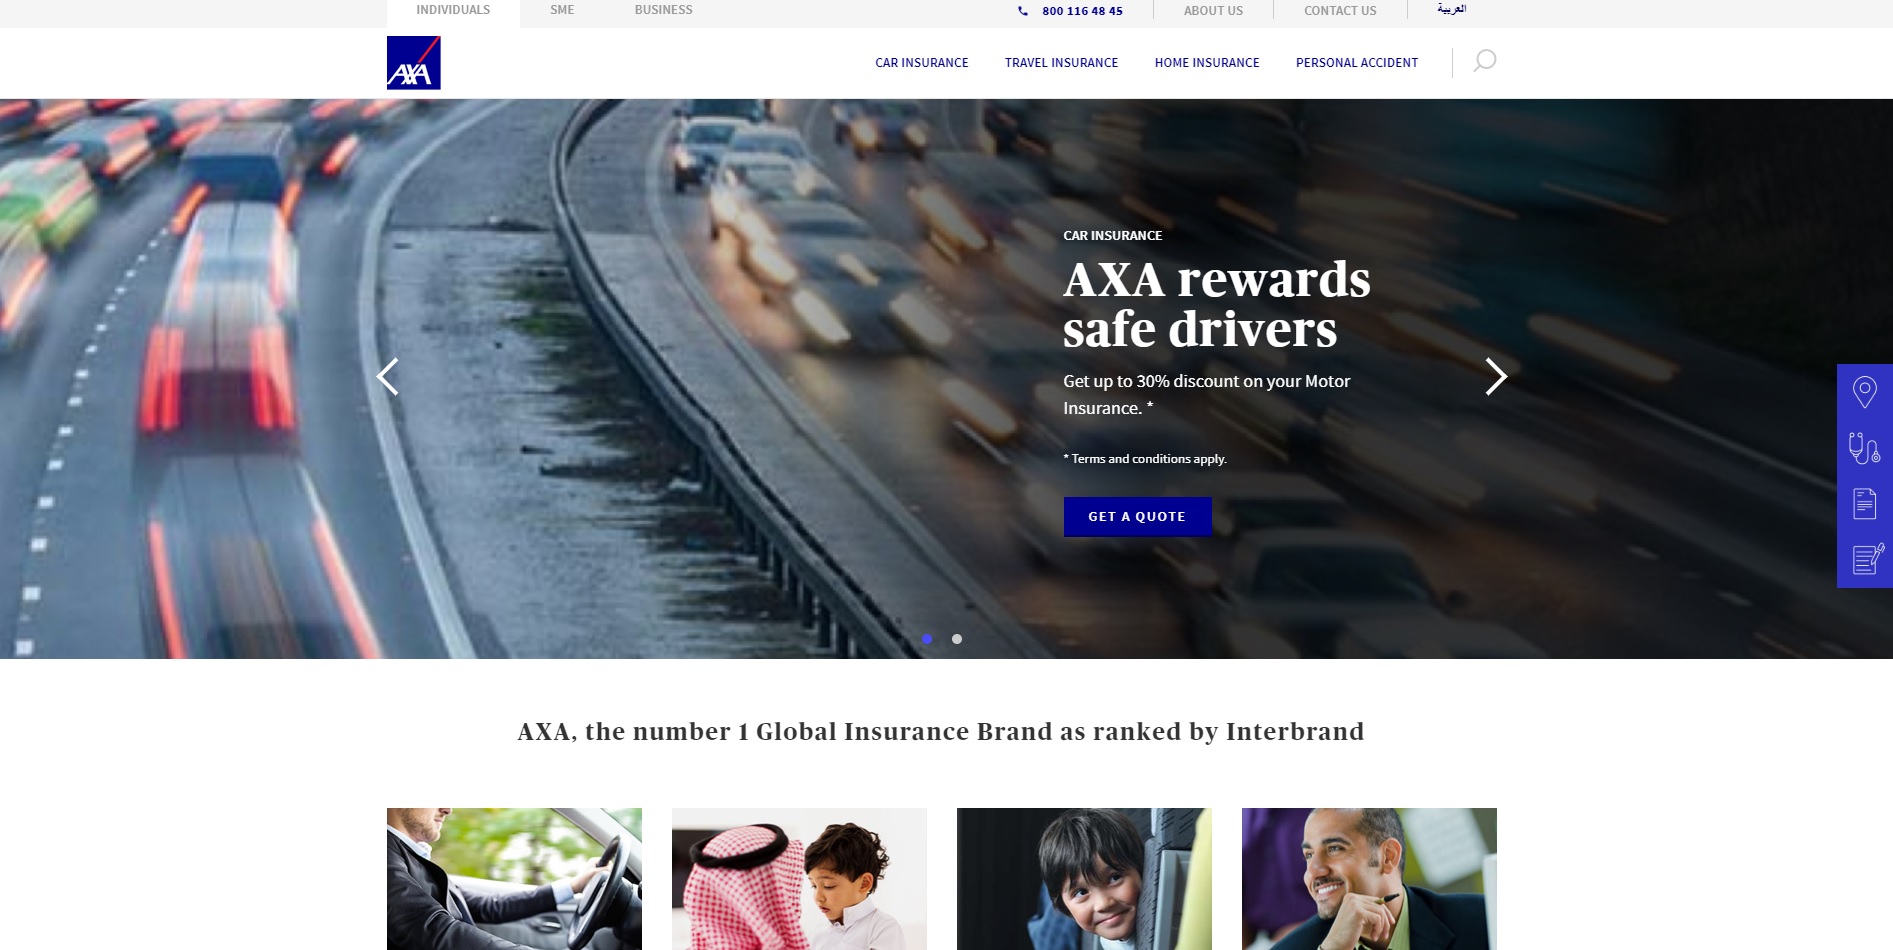 INDIVIDUALS
SME
BUSINESS
800 116 48 45
ABOUT US
CONTACT US
العربية
AXA
CAR INSURANCE
TRAVEL INSURANCE
HOME INSURANCE
PERSONAL ACCIDENT
CAR INSURANCE
AXA rewards
safe drivers
Get up to 30% discount on your Motor
Insurance. *
* Terms and conditions apply.
GET A QUOTE
AXA, the number 1 Global Insurance Brand as ranked by Interbrand